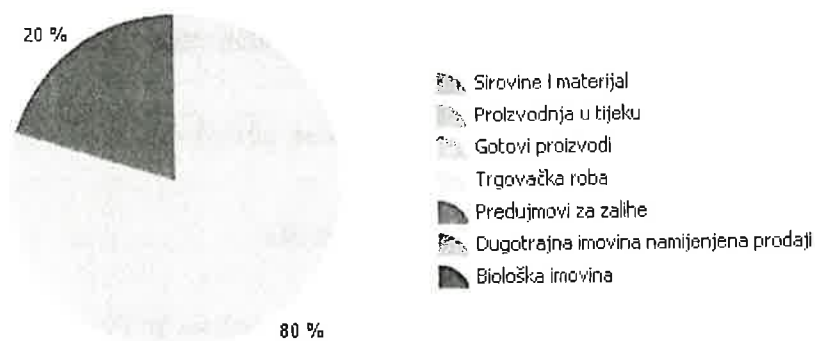 20 %
Sirovine i materijal
Proizvodnja u tijeku
Gotovi proizvodi
Trgovačka roba
Predujmovi za zalihe
Dugotrajna imovina namijenjena prodaji
Biološka imovina
80 %